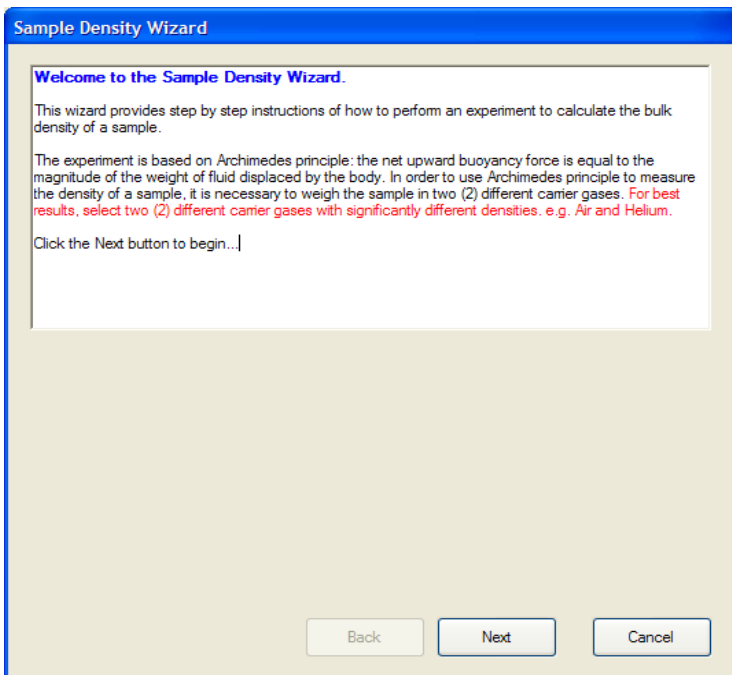 Sample Density Wizard
Welcome to the Sample Density Wizard.
This wizard provides step by step instructions of how to perform an experiment to calculate the bulk
density of a sample.
The experiment is based on Archimedes principle: the net upward buoyancy force is equal to the
magnitude of the weight of fluid displaced by the body. In order to use Archimedes principle to measure
the density of a sample, it is necessary to weigh the sample in two (2) different carrier gases. For best
results, select two (2) different carrier gases with significantly different densities. e.g. Air and Helium.
Click the Next button to begin...
Back
Next
Cancel